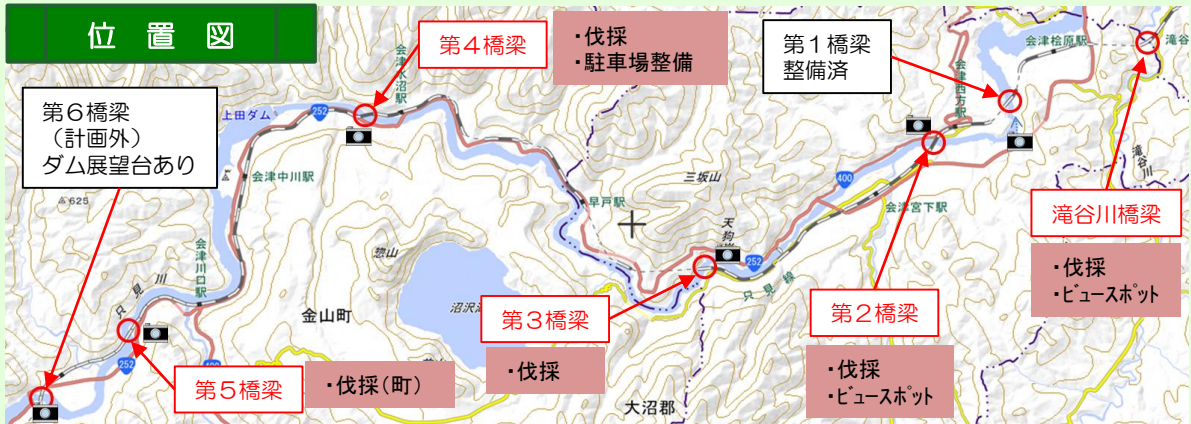 位 置 図
第6橋梁
（計画外）
ダム展望台あり
第4橋梁
・伐採
・駐車場整備
第1橋梁
整備済
滝谷川橋梁
・伐採
・ビュースポット
第2橋梁
・伐採
・ビュースポット
第3橋梁
・伐採
第5橋梁
・伐採（町）
上田ダム
252
会津水沼駅
会津中川駅
625
会津川口駅
只見川
252
惣山
金山町
早戸駅
三坂山
252
只見線
400
会津宮下駅
会津西方駅
会津桧原駅
滝谷
滝谷川
大沼郡